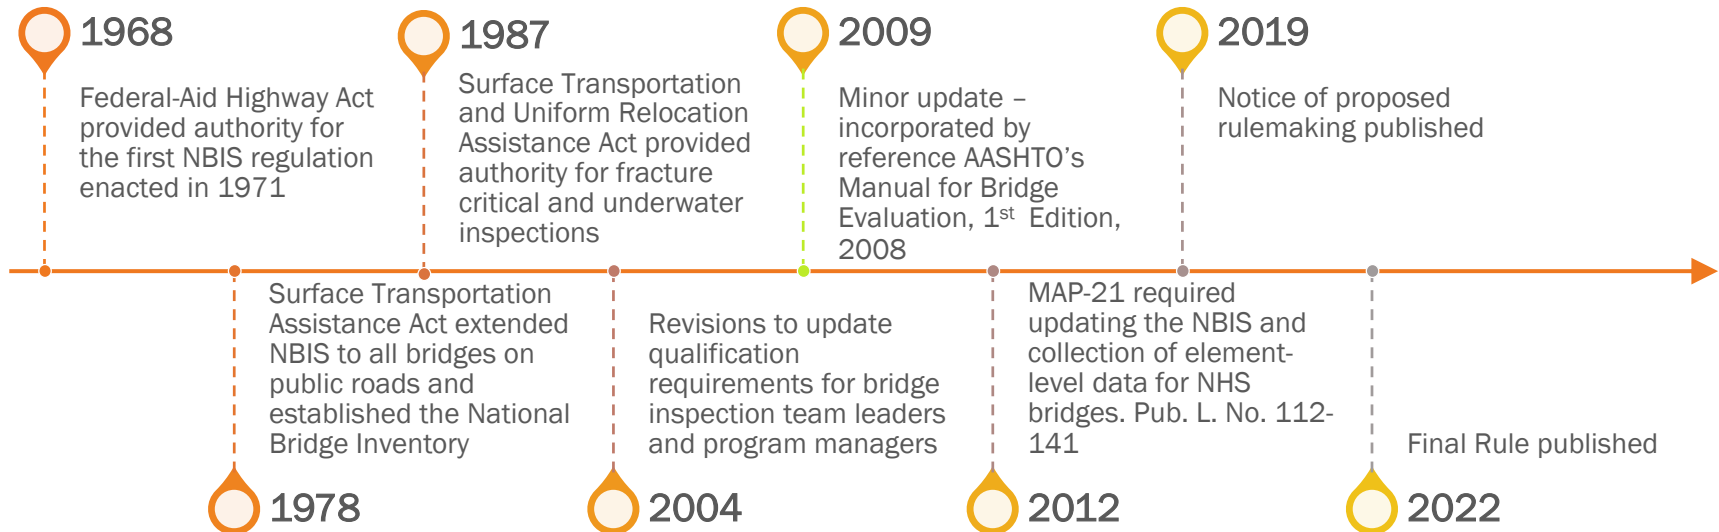 1968
Federal-Aid Highway Act
provided authority for
the first NBIS regulation
enacted in 1971
1987
Surface Transportation
and Uniform Relocation
Assistance Act provided
authority for fracture
critical and underwater
inspections
2009
Minor update –
incorporated by
reference AASHTO’s
Manual for Bridge
Evaluation, 1st Edition,
2008
2019
Notice of proposed
rulemaking published
Surface Transportation
Assistance Act extended
NBIS to all bridges on
public roads and
established the National
Bridge Inventory
1978
Revisions to update
qualification
requirements for bridge
inspection team leaders
and program managers
2004
MAP-21 required
updating the NBIS and
collection of element-
level data for NHS
bridges. Pub. L. No. 112-
141
2012
Final Rule published
2022